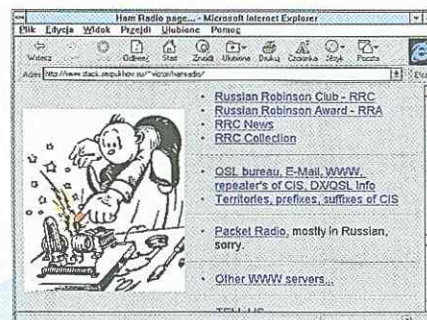 Ham Radio page... - Microsoft Internet Explorer
Plik Edycja Widok Przejdź Ulubione Pomoc
Wstecz Odśwież Start Znajdź Ulubione Drukuj Czcionka Język Poczta
Adres
Russian Robinson Club - RRC
Russian Robinson Award - RRA
RRC News
RRC Collection
QSL bureau, E-Mail, WWW,
repeater's of CIS, DX/QSL Info
Territories, prefixes, suffixes of CIS
Packet Radio, mostly in Russian,
sorry.
Other WWW servers...